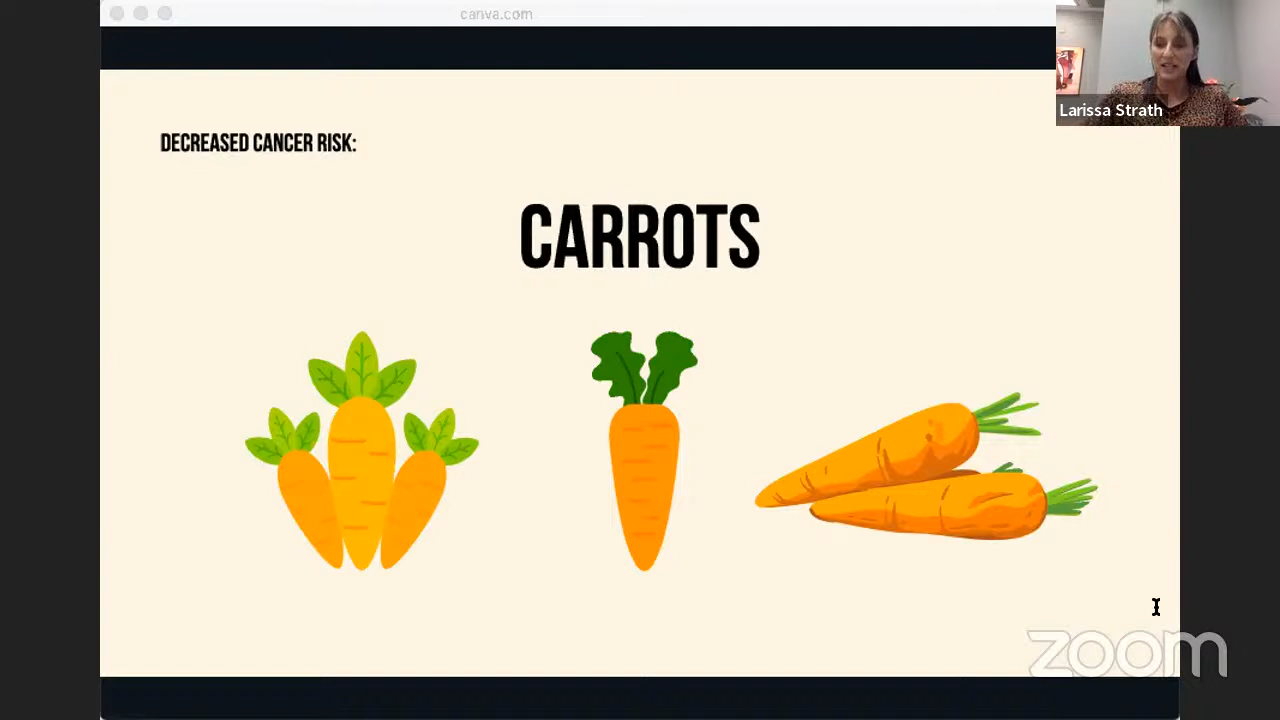 canva.com
Larissa Strath
DECREASED CANCER RISK:
CARROTS
zoom